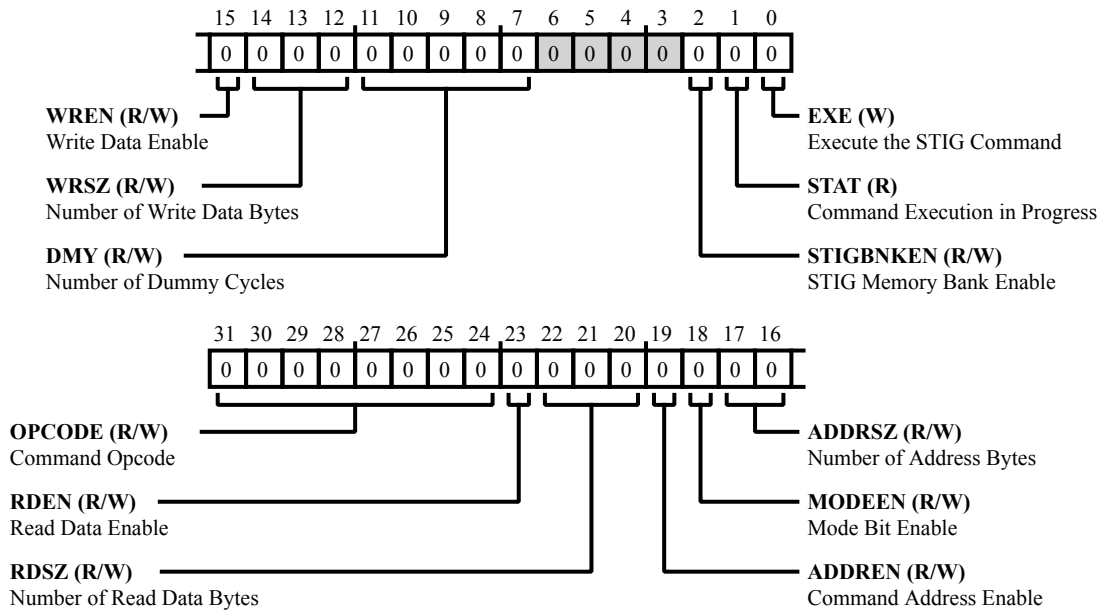 15 14 13 12 11 10 9 8 7 6 5 4 3 2 1 0
0 0 0 0 0 0 0 0 0 0 0 0 0 0 0 0
WREN (R/W)
Write Data Enable
WRSZ (R/W)
Number of Write Data Bytes
DMY (R/W)
Number of Dummy Cycles
EXE (W)
Execute the STIG Command
STAT (R)
Command Execution in Progress
STIGBNKEN (R/W)
STIG Memory Bank Enable
31 30 29 28 27 26 25 24 23 22 21 20 19 18 17 16
0 0 0 0 0 0 0 0 0 0 0 0 0 0 0 0
OPCODE (R/W)
Command Opcode
RDEN (R/W)
Read Data Enable
RDSZ (R/W)
Number of Read Data Bytes
ADDRSZ (R/W)
Number of Address Bytes
MODEEN (R/W)
Mode Bit Enable
ADDREN (R/W)
Command Address Enable